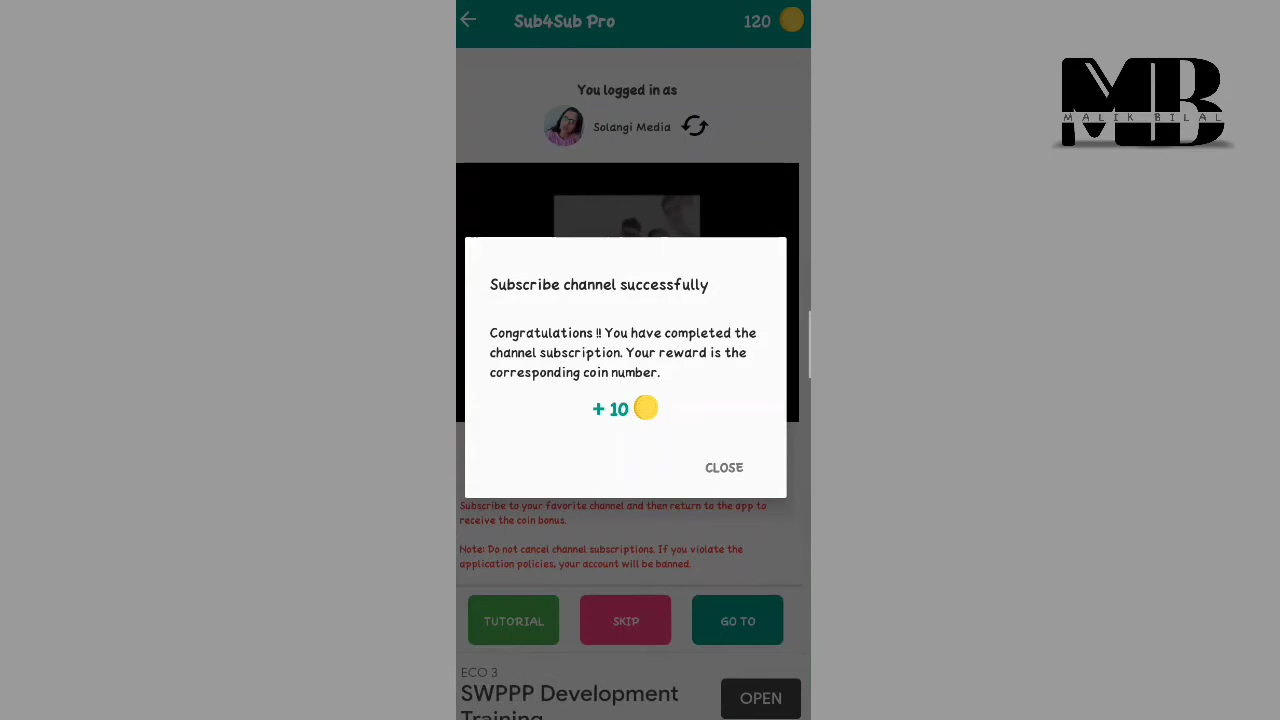 Sub4Sub Pro
120
You logged in as
Solangi Media
Subscribe channel successfully
Congratulations !! You have completed the
channel subscription. Your reward is the
corresponding coin number.
+ 10
CLOSE
Subscribe to your favorite channel and then return to the app to
receive the coin bonus.
Note: Do not cancel channel subscriptions. If you violate the
application policies, your account will be banned.
TUTORIAL
SKIP
GO TO
ECO 3
SWPPP Development
Training
OPEN
MB
MALIK BILAL